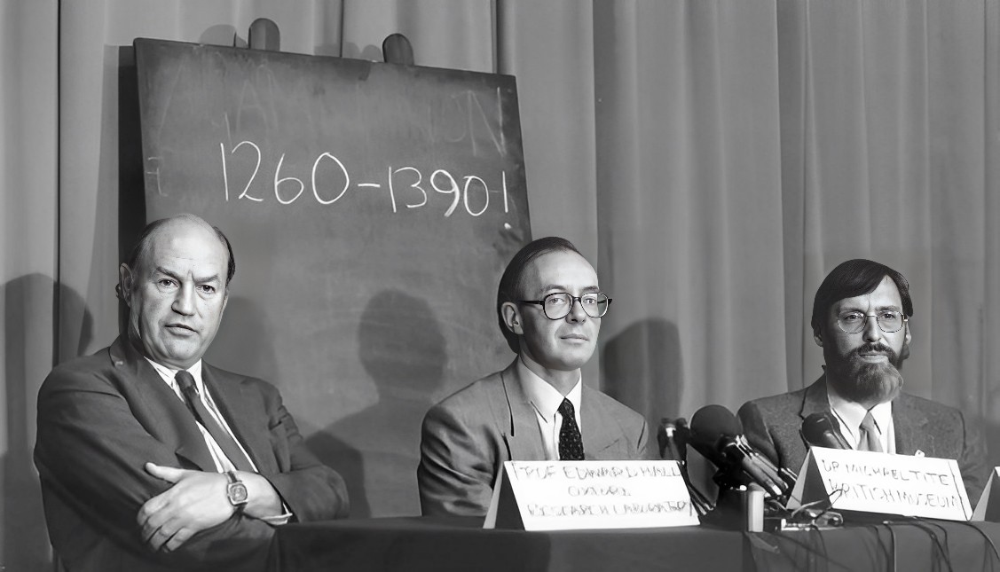 1260-1390!
PROF EDWARD HALL
OXFORD
RESEARCH LABORATORY
DR MICHAEL TITE
BRITISH MUSEUM